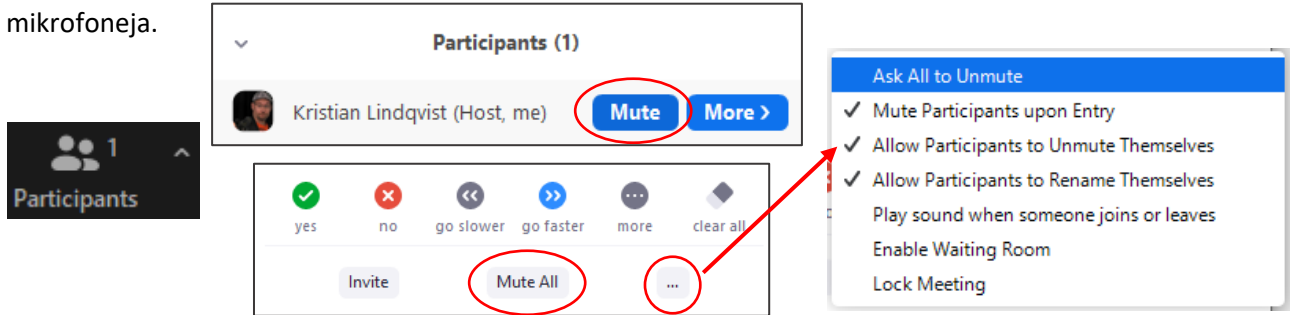 mikrofoneja.
1
Participants
Participants (1)
Kristian Lindqvist (Host, me) Mute More >
yes no go slower go faster more clear all
Invite Mute All ...
Ask All to Unmute
✓ Mute Participants upon Entry
✓ Allow Participants to Unmute Themselves
✓ Allow Participants to Rename Themselves
Play sound when someone joins or leaves
Enable Waiting Room
Lock Meeting